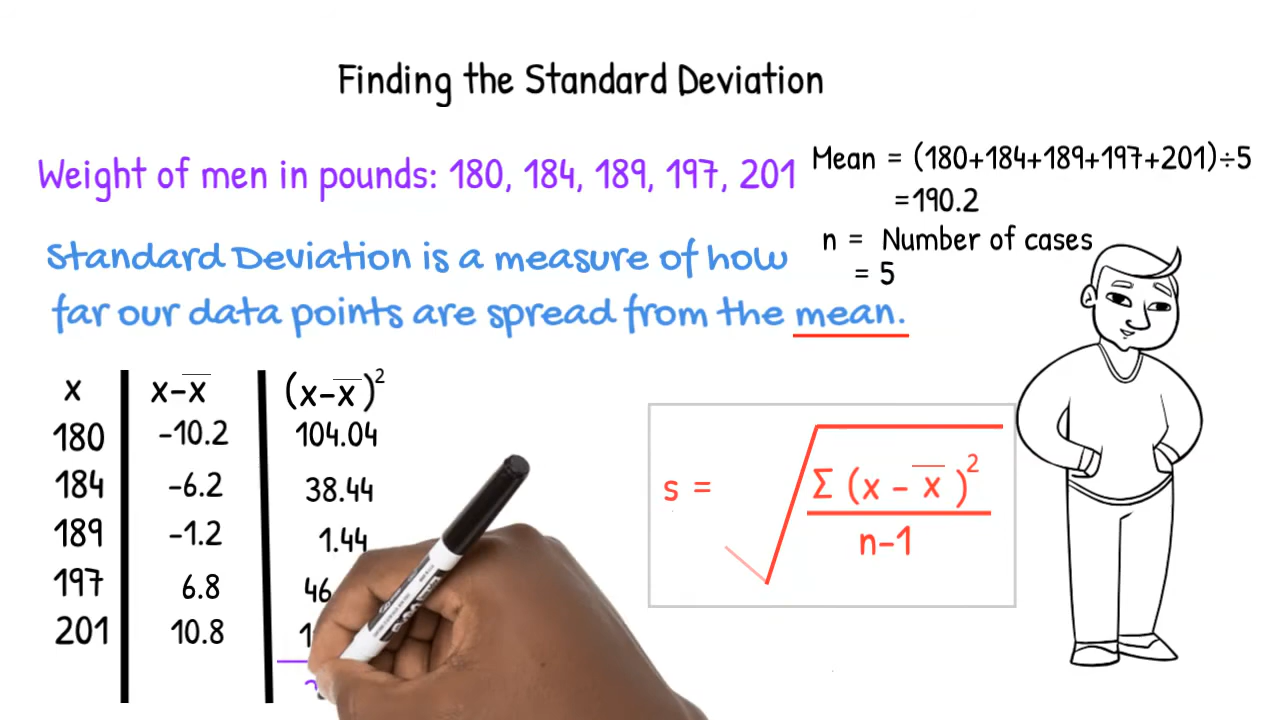 Finding the Standard Deviation
Weight of men in pounds: 180, 184, 189, 197, 201
Mean = (180+184+189+197+201)÷5
=190.2
n = Number of cases
= 5
Standard Deviation is a measure of how
far our data points are spread from the mean.
x x-x̅ (x-x̅)²
180 -10.2 104.04
184 -6.2 38.44
189 -1.2 1.44
197 6.8 46
201 10.8 1
s = √ Σ (x - x̅)²
n-1